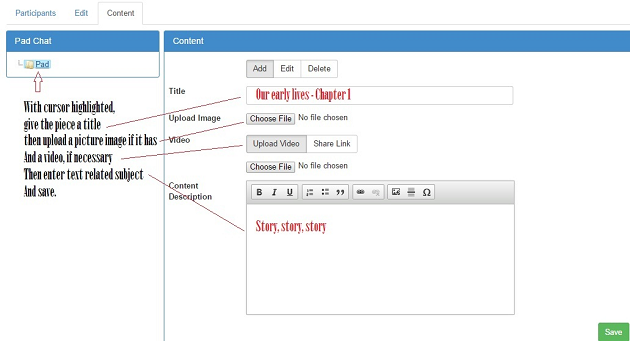 Participants Edit Content
Pad Chat
Pad
With cursor highlighted,
give the piece a title
then upload a picture image if it has
And a video, if necessary
Then enter text related subject
And save.
Content
Add Edit Delete
Title
Our early lives - Chapter 1
Upload Image
Choose File No file chosen
Video
Upload Video Share Link
Choose File No file chosen
Content
Description
B I U Ω
Story, story, story
Save